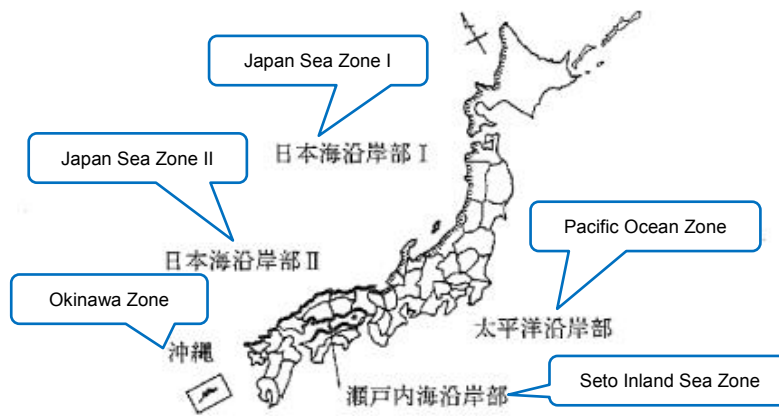 Japan Sea Zone I
日本海沿岸部 I
Japan Sea Zone II
日本海沿岸部 II
Pacific Ocean Zone
Okinawa Zone
太平洋沿岸部
沖縄
瀬戸内海沿岸部
Seto Inland Sea Zone